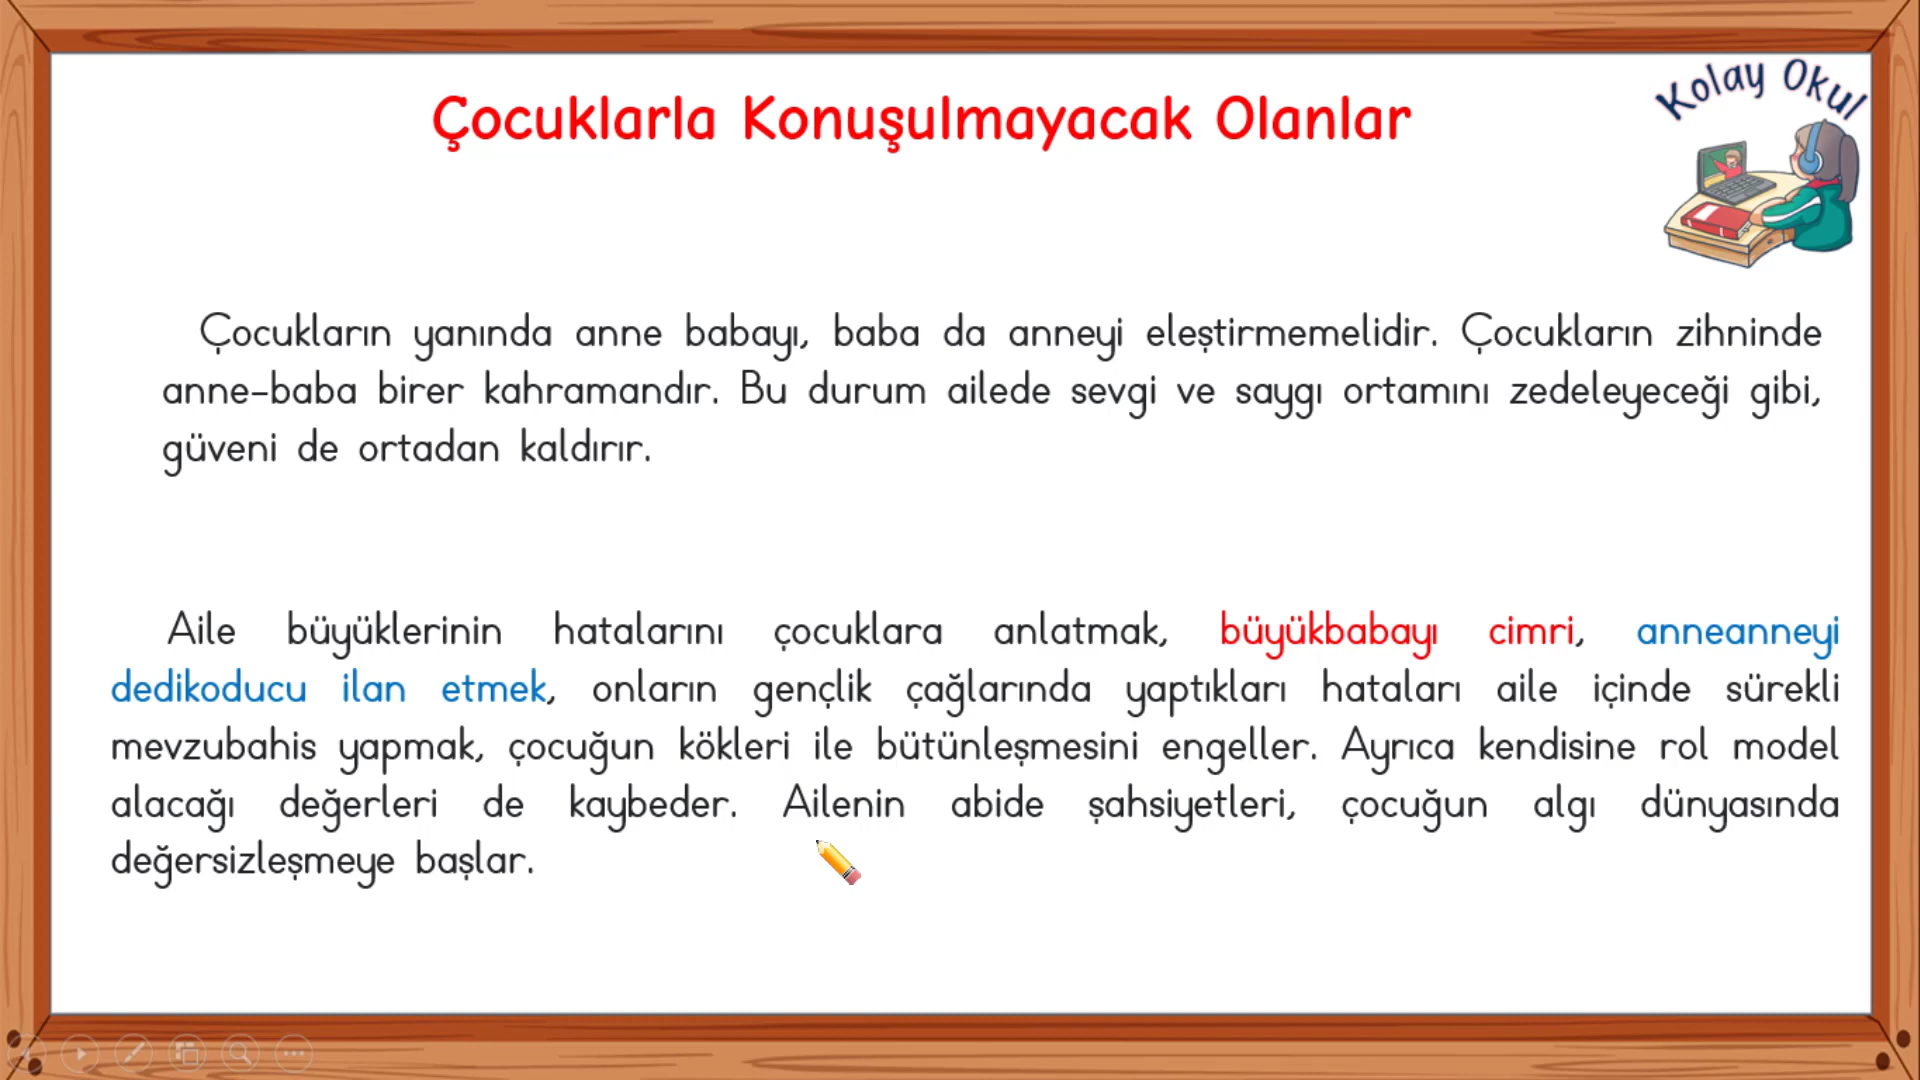 Kolay Okul
Çocuklarla Konuşulmayacak Olanlar
Çocukların yanında anne babayı, baba da anneyi eleştirmemelidir. Çocukların zihninde
anne-baba birer kahramandır. Bu durum ailede sevgi ve saygı ortamını zedeleyeceği gibi,
güveni de ortadan kaldırır.
Aile büyüklerinin hatalarını çocuklara anlatmak, büyükbabayı cimri, anneanneyi
dedikoducu ilan etmek, onların gençlik çağlarında yaptıkları hataları aile içinde sürekli
mevzubahis yapmak, çocuğun kökleri ile bütünleşmesini engeller. Ayrıca kendisine rol model
alacağı değerleri de kaybeder. Ailenin abide şahsiyetleri, çocuğun algı dünyasında
değersizleşmeye başlar.